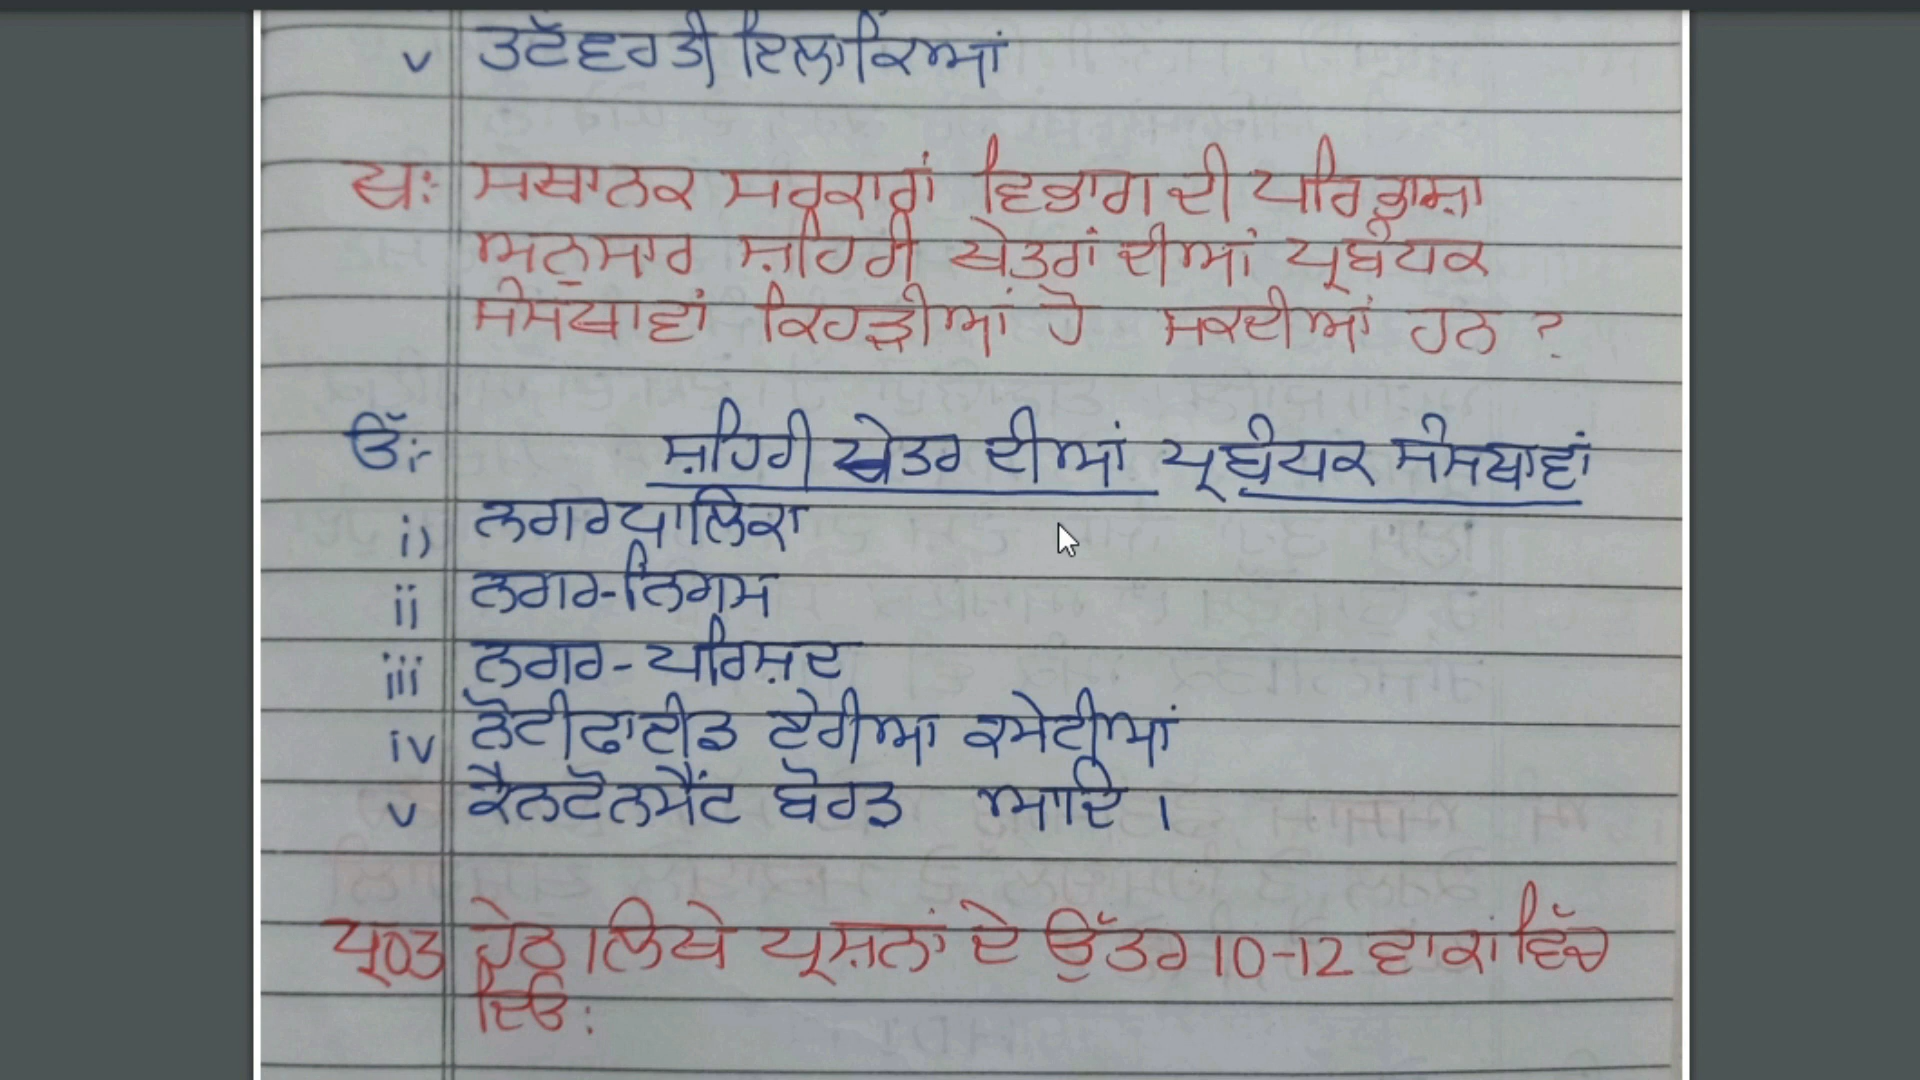 v ਤਟੱਵਰਤੀ ਇਲਾਕਿਆਂ
ਖ:- ਸਥਾਨਕ ਸਰਕਾਰਾਂ ਵਿਭਾਗ ਦੀ ਪਰਿਭਾਸ਼ਾ
ਅਨੁਸਾਰ ਸ਼ਹਿਰੀ ਖੇਤਰਾਂ ਦੀਆਂ ਪ੍ਰਬੰਧਕ
ਸੰਸਥਾਵਾਂ ਕਿਹੜੀਆਂ ਹੋ ਸਕਦੀਆਂ ਹਨ ?
ਉੱ:- ਸ਼ਹਿਰੀ ਖੇਤਰ ਦੀਆਂ ਪ੍ਰਬੰਧਕ ਸੰਸਥਾਵਾਂ
i) ਨਗਰਪਾਲਿਕਾ
ii ਨਗਰ-ਨਿਗਮ
iii ਨਗਰ-ਪਰਿਸ਼ਦ
iv ਨੋਟੀਫਾਈਡ ਏਰੀਆ ਕਮੇਟੀਆਂ
v ਕੈਨਟੋਨਮੈਂਟ ਬੋਰਡ ਆਦਿ ।
ਪ੍ਰ03 ਹੇਠ ਲਿਖੇ ਪ੍ਰਸ਼ਨਾਂ ਦੇ ਉੱਤਰ 10-12 ਵਾਕਾਂ ਵਿੱਚ
ਦਿਓ: